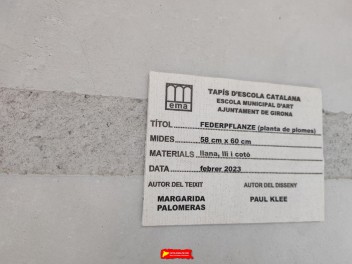 TAPÍS D'ESCOLA CATALANA
ESCOLA MUNICIPAL D'ART
AJUNTAMENT DE GIRONA
ema
TÍTOL FEDERPFLANZE (planta de plomes)
MIDES 58 cm x 60 cm
MATERIALS llana, lli i cotó
DATA febrer 2023
AUTOR DEL TEIXIT AUTOR DEL DISSENY
MARGARIDA PAUL KLEE
PALOMERAS